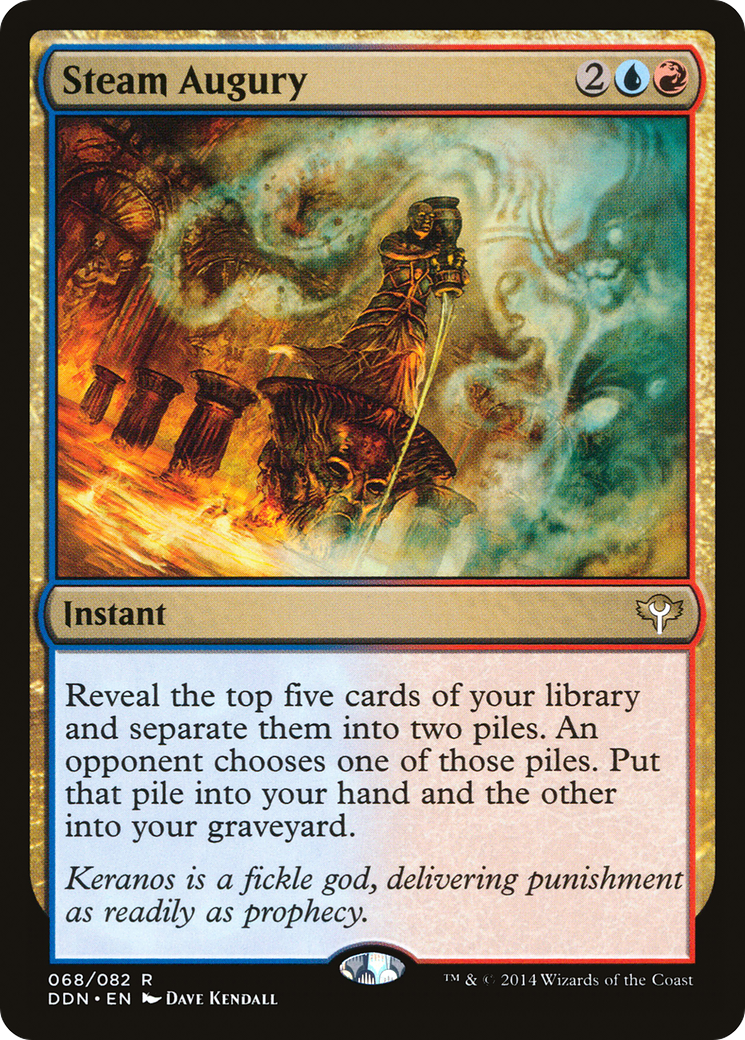 Steam Augury 2
Instant
Reveal the top five cards of your library
and separate them into two piles. An
opponent chooses one of those piles. Put
that pile into your hand and the other
into your graveyard.
Keranos is a fickle god, delivering punishment
as readily as prophecy.
068/082 R
DDN • EN Dave Kendall
™ & © 2014 Wizards of the Coast